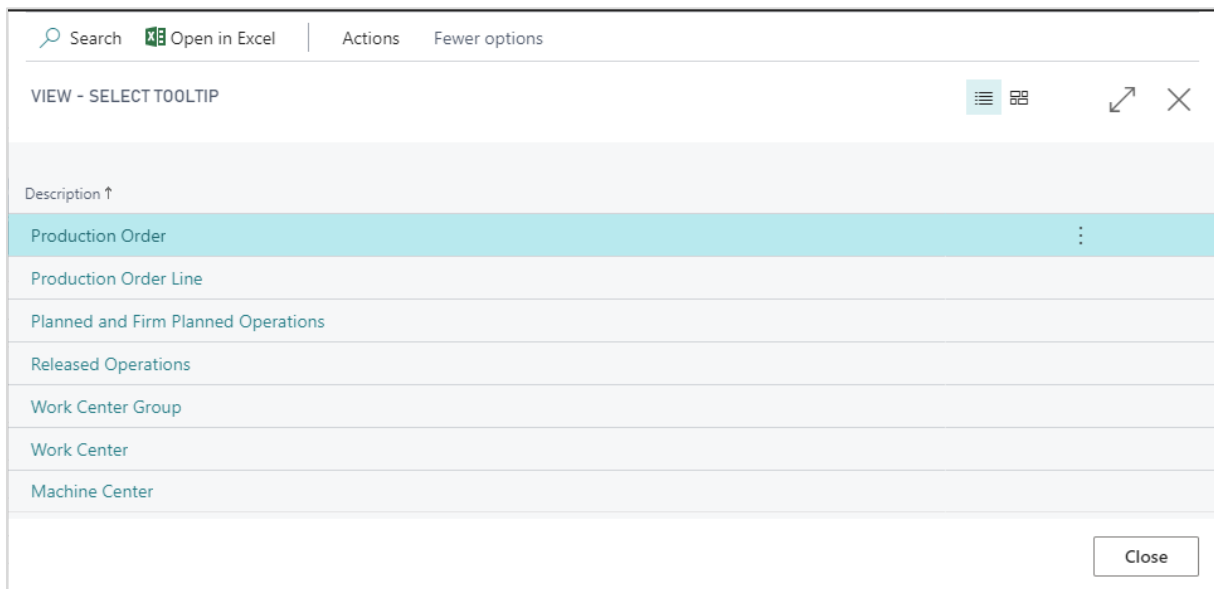 Search Open in Excel Actions Fewer options
VIEW - SELECT TOOLTIP
Description ↑
Production Order
Production Order Line
Planned and Firm Planned Operations
Released Operations
Work Center Group
Work Center
Machine Center
Close